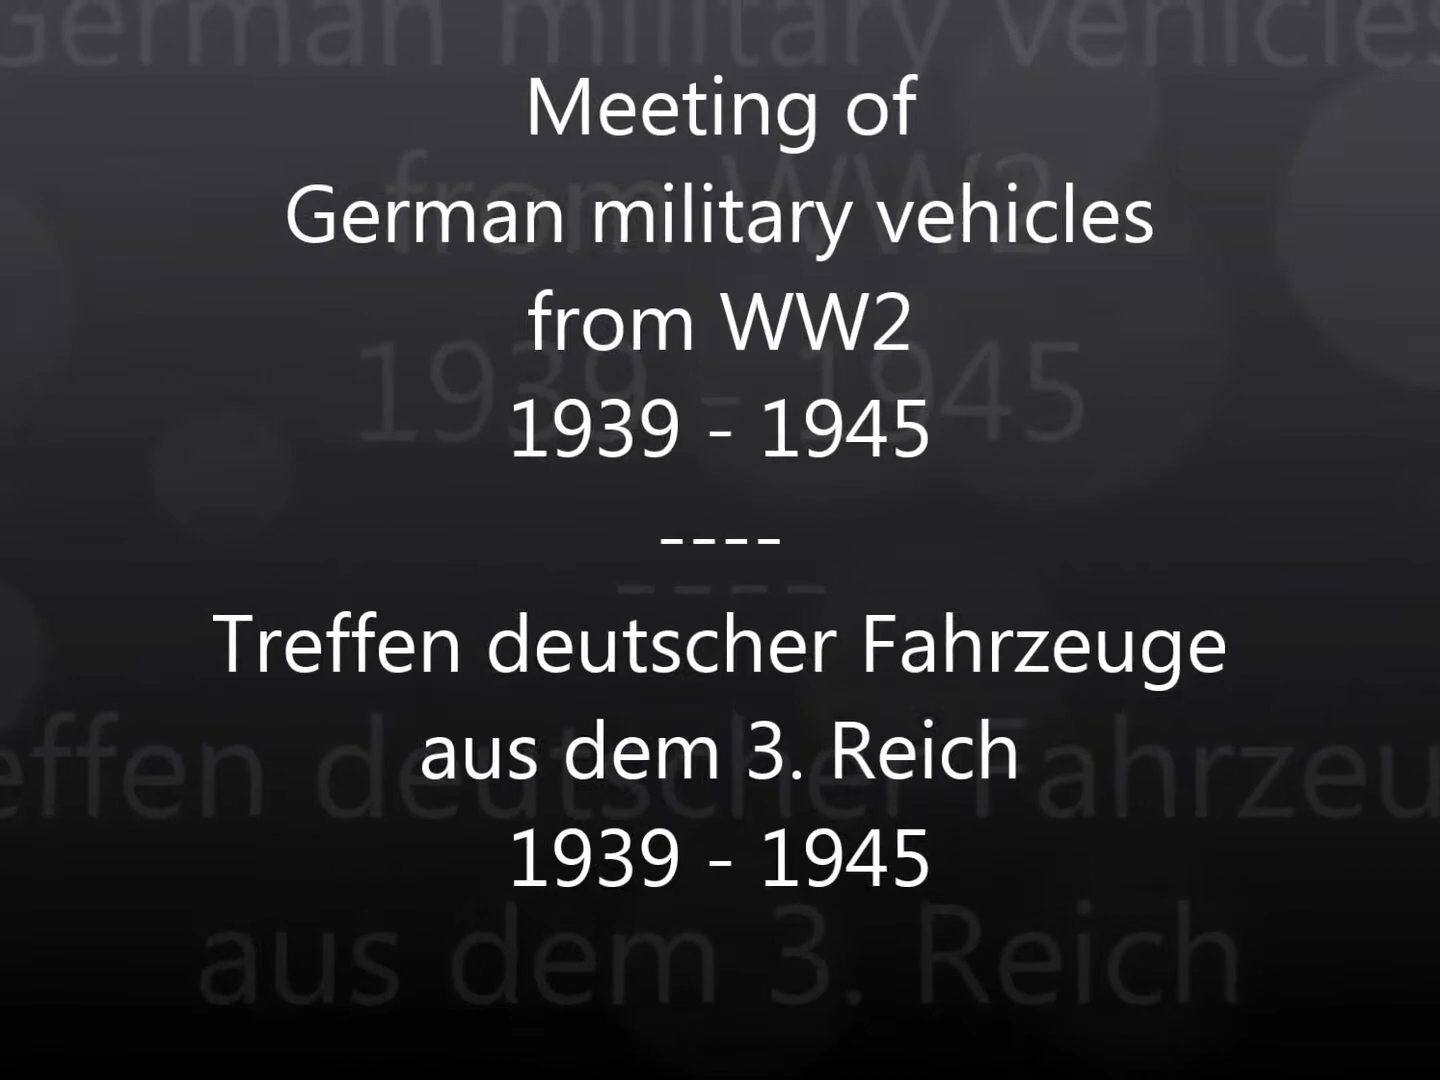 Meeting of
German military vehicles
from WW2
1939 - 1945
----
Treffen deutscher Fahrzeuge
aus dem 3. Reich
1939 - 1945